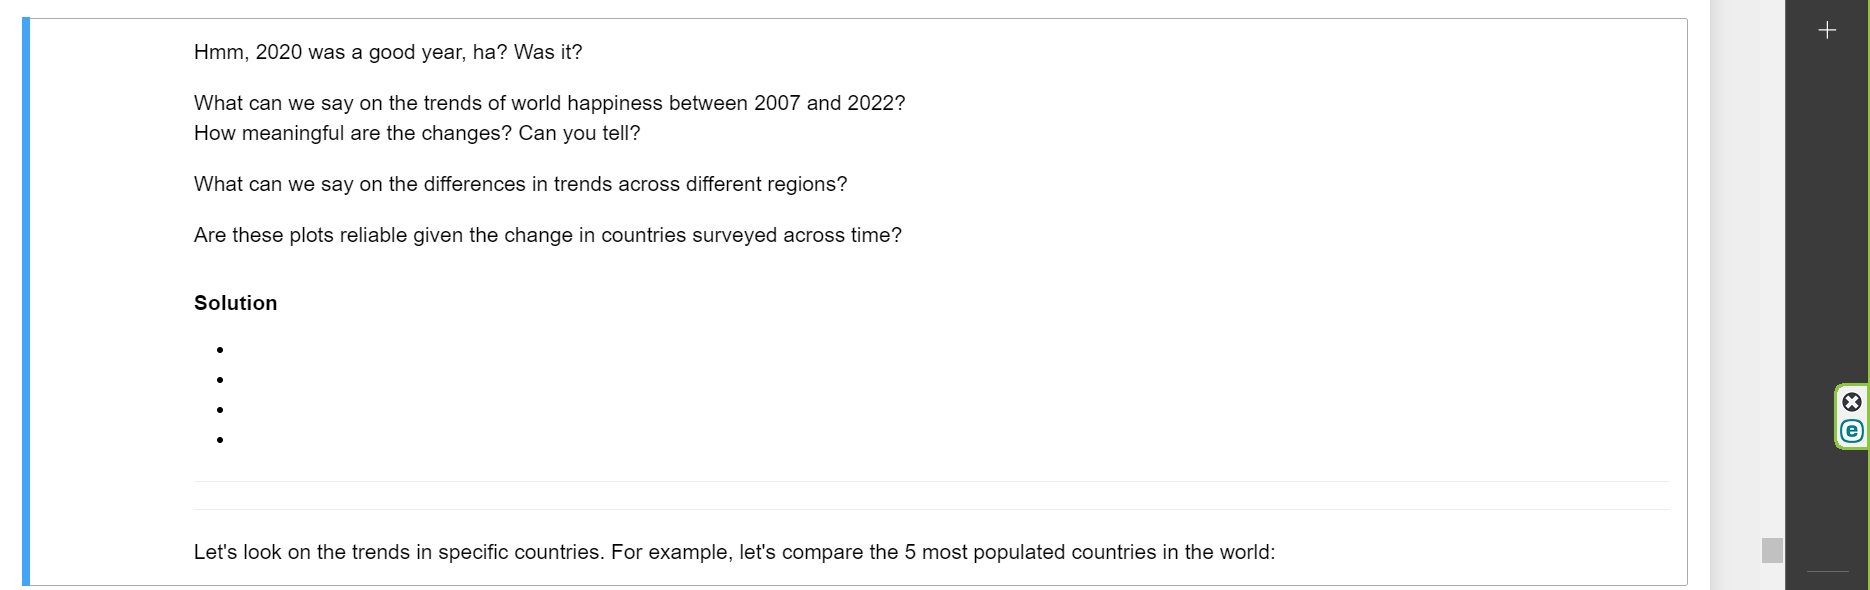 Hmm, 2020 was a good year, ha? Was it?
What can we say on the trends of world happiness between 2007 and 2022?
How meaningful are the changes? Can you tell?
What can we say on the differences in trends across different regions?
Are these plots reliable given the change in countries surveyed across time?
Solution
Let's look on the trends in specific countries. For example, let's compare the 5 most populated countries in the world: